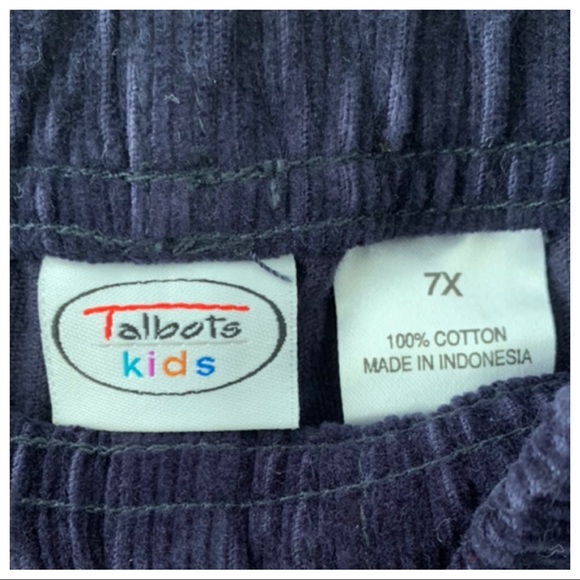 Talbots
kids
7X
100% COTTON
MADE IN INDONESIA